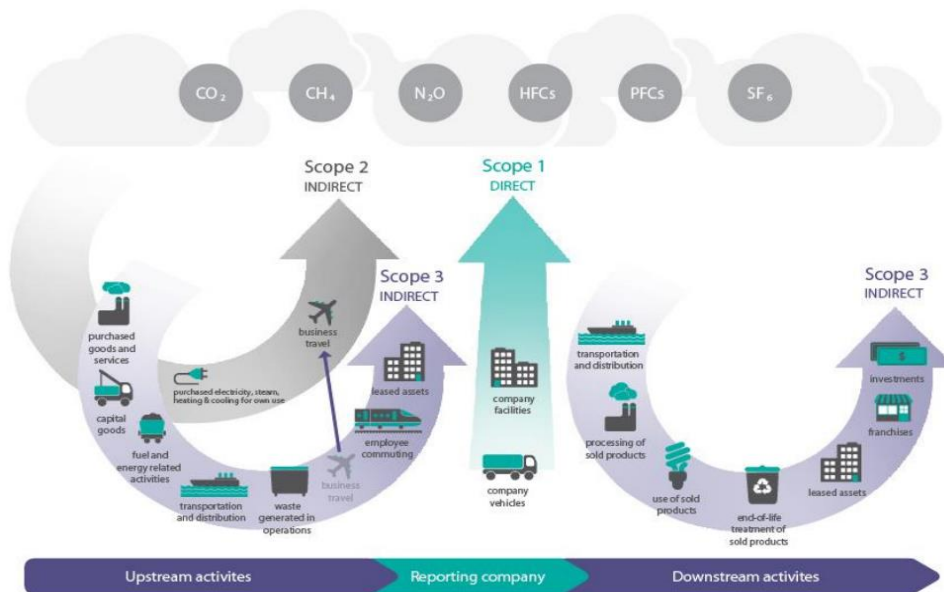 CO2
CH4
N2O
HFCs
PFCs
SF6
Scope 2
INDIRECT
Scope 1
DIRECT
Scope 3
INDIRECT
Scope 3
INDIRECT
purchased
goods and
services
capital
goods
fuel and
energy related
activities
transportation
and distribution
waste
generated in
operations
business
travel
business
travel
purchased electricity, steam,
heating & cooling for own use
employee
commuting
leased assets
company
facilities
company
vehicles
transportation
and distribution
processing of
sold products
use of sold
products
end-of-life
treatment of
sold products
leased assets
franchises
investments
$
Upstream activites
Reporting company
Downstream activites